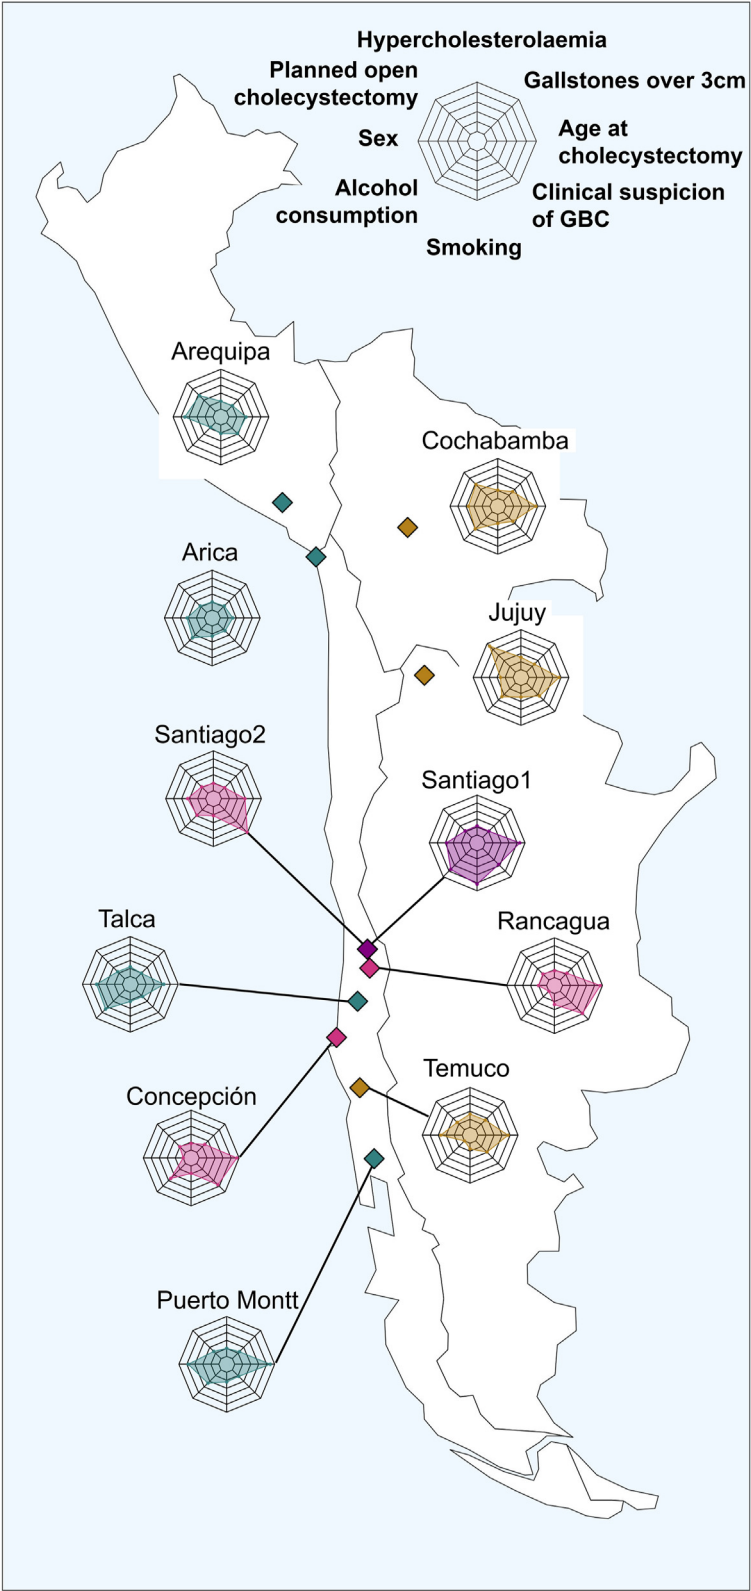 Hypercholesterolaemia
Planned open
cholecystectomy
Gallstones over 3cm
Sex
Age at
cholecystectomy
Alcohol
consumption
Clinical suspicion
of GBC
Smoking
Arequipa
Cochabamba
Arica
Jujuy
Santiago2
Santiago1
Talca
Rancagua
Temuco
Concepción
Puerto Montt